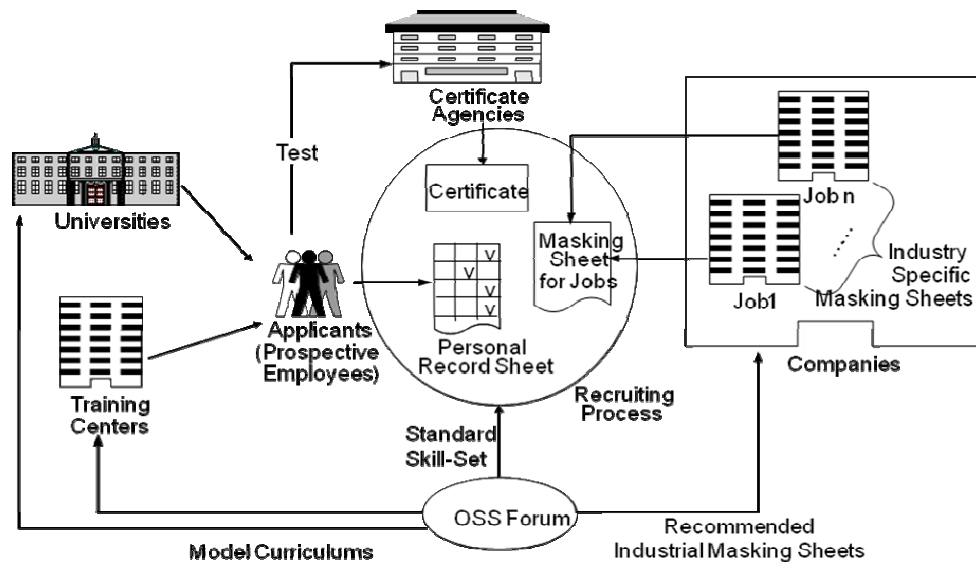 Certificate
Agencies
Test
Certificate
Universities
Job n
Masking
Sheet
for Jobs
Job1
Industry
Specific
Masking Sheets
V
V
V
V
Applicants
(Prospective
Employees)
Personal
Record Sheet
Companies
Training
Centers
Recruiting
Process
Standard
Skill-Set
OSS Forum
Model Curriculums
Recommended
Industrial Masking Sheets